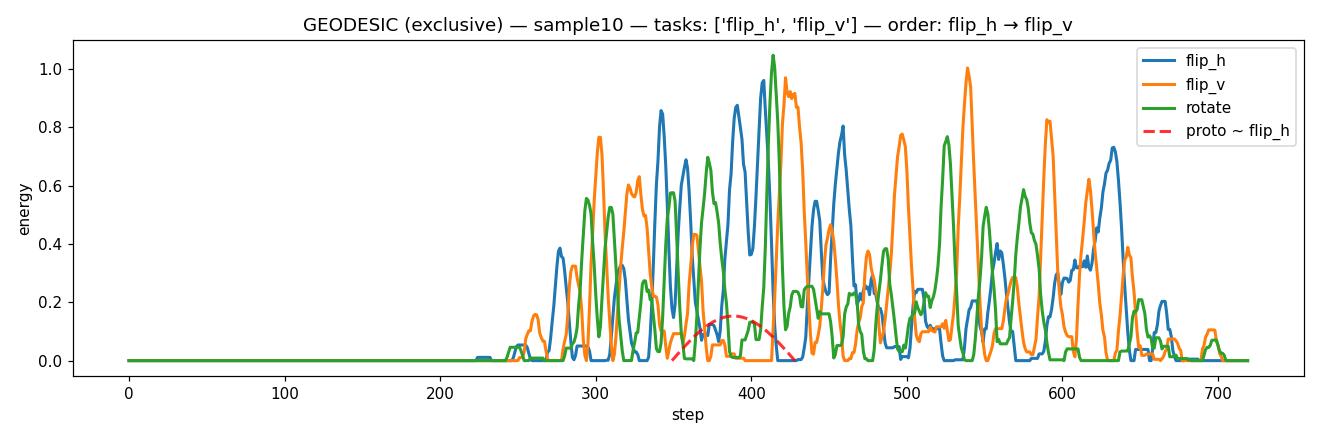 GEODESIC (exclusive) — sample10 — tasks: ['flip_h', 'flip_v'] — order: flip_h → flip_v
flip_h
flip_v
rotate
proto ~ flip_h
energy
1.0
0.8
0.6
0.4
0.2
0.0
0 100 200 300 400 500 600 700
step